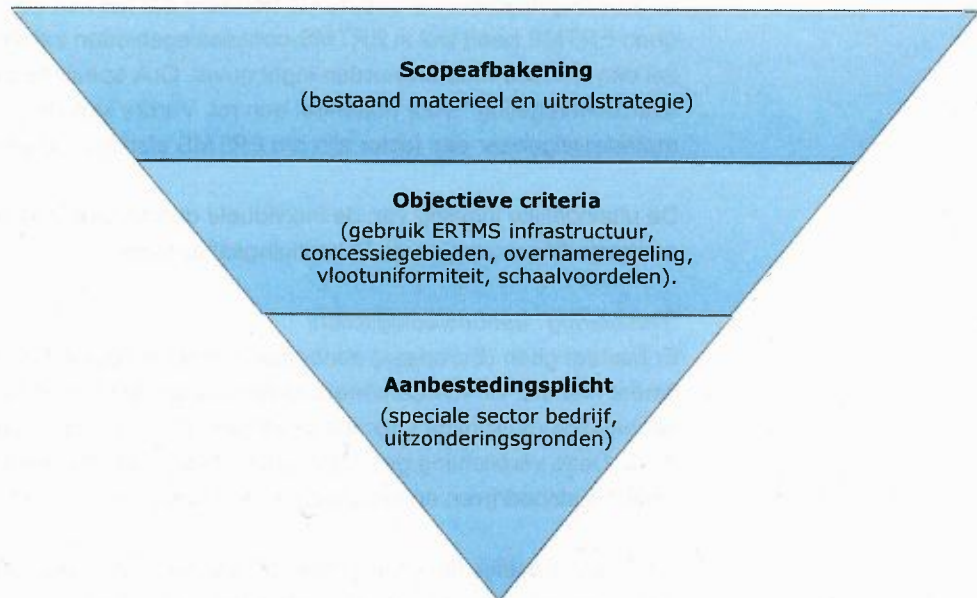 Scopeafbakening
(bestaand materieel en uitrolstrategie)
Objectieve criteria
(gebruik ERTMS infrastructuur,
concessiegebieden, overnameregeling,
vlootuniformiteit, schaalvoordelen).
Aanbestedingsplicht
(speciale sector bedrijf,
uitzonderingsgronden)